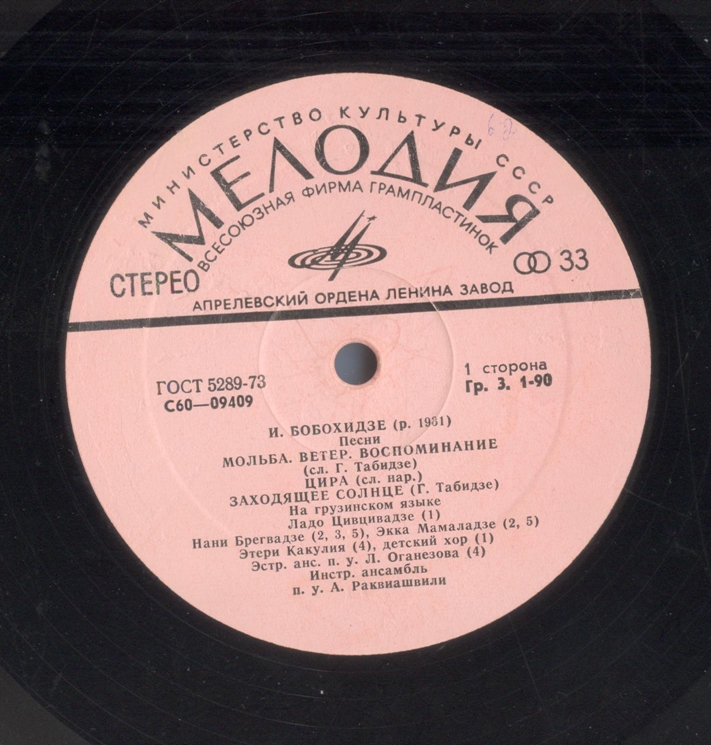 МИНИСТЕРСТВО КУЛЬТУРЫ СССР
МЕЛОДИЯ
ВСЕСОЮЗНАЯ ФИРМА ГРАМПЛАСТИНОК
СТЕРЕО
33
АПРЕЛЕВСКИЙ ОРДЕНА ЛЕНИНА ЗАВОД
ГОСТ 5289-73
С60—09409
1 сторона
Гр. 3. 1-90
И. БОБОХИДЗЕ (р. 1931)
Песни
МОЛЬБА. ВЕТЕР. ВОСПОМИНАНИЕ
(сл. Г. Табидзе)
ЦИРА (сл. нар.)
ЗАХОДЯЩЕЕ СОЛНЦЕ (Г. Табидзе)
На грузинском языке
Ладо Цивцивадзе (1)
Нани Брегвадзе (2, 3, 5), Экка Мамаладзе (2, 5)
Этери Какулия (4), детский хор (1)
Эстр. анс. п. у. Л. Оганезова (4)
Инстр. ансамбль
п. у. А. Раквиашвили